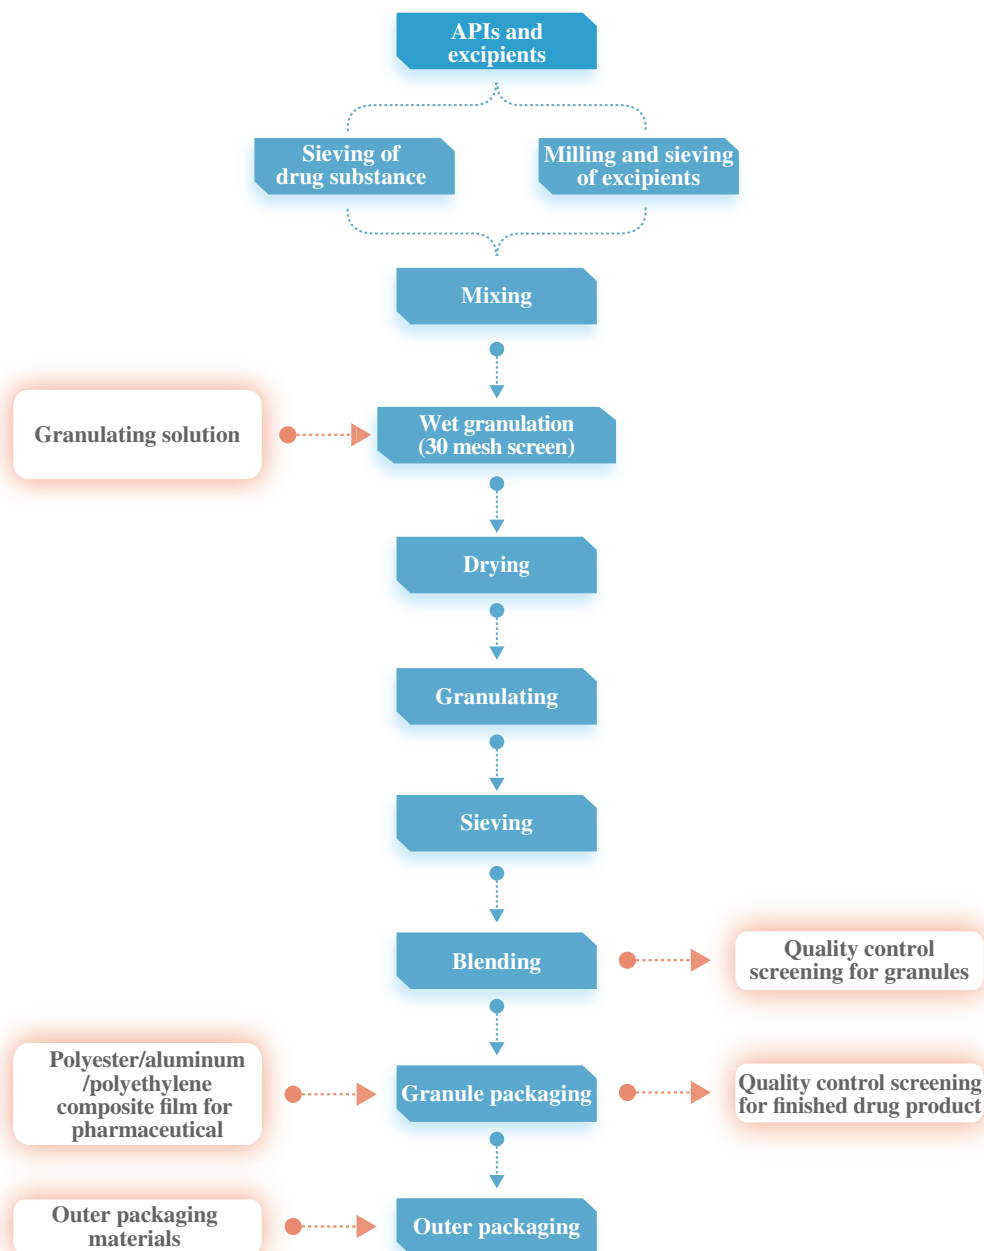 APIs and
excipients
Sieving of
drug substance
Milling and sieving
of excipients
Mixing
Granulating solution
Wet granulation
(30 mesh screen)
Drying
Granulating
Sieving
Blending
Quality control
screening for granules
Polyester/aluminum
/polyethylene
composite film for
pharmaceutical
Granule packaging
Quality control screening
for finished drug product
Outer packaging
materials
Outer packaging